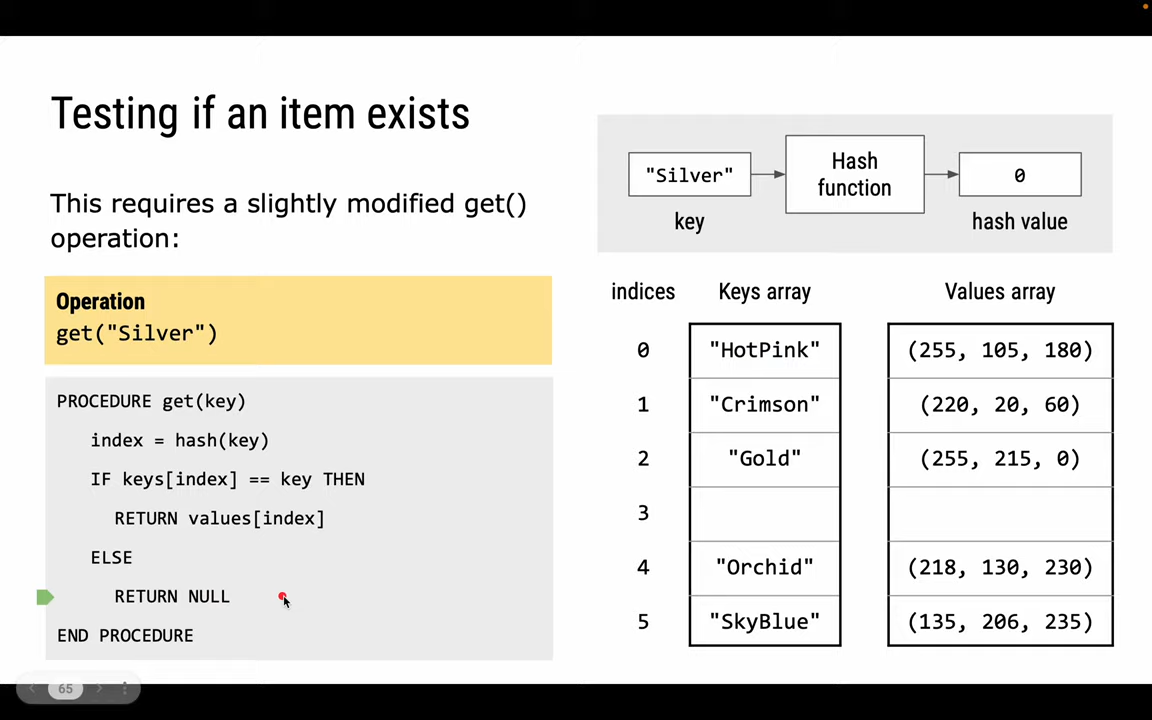 Testing if an item exists
This requires a slightly modified get()
operation:
Operation
get("Silver")
PROCEDURE get(key)
index = hash(key)
IF keys[index] == key THEN
RETURN values[index]
ELSE
RETURN NULL
END PROCEDURE
"Silver"
Hash
function
0
key
hash value
indices Keys array Values array
0 "HotPink" (255, 105, 180)
1 "Crimson" (220, 20, 60)
2 "Gold" (255, 215, 0)
3
4 "Orchid" (218, 130, 230)
5 "SkyBlue" (135, 206, 235)
65